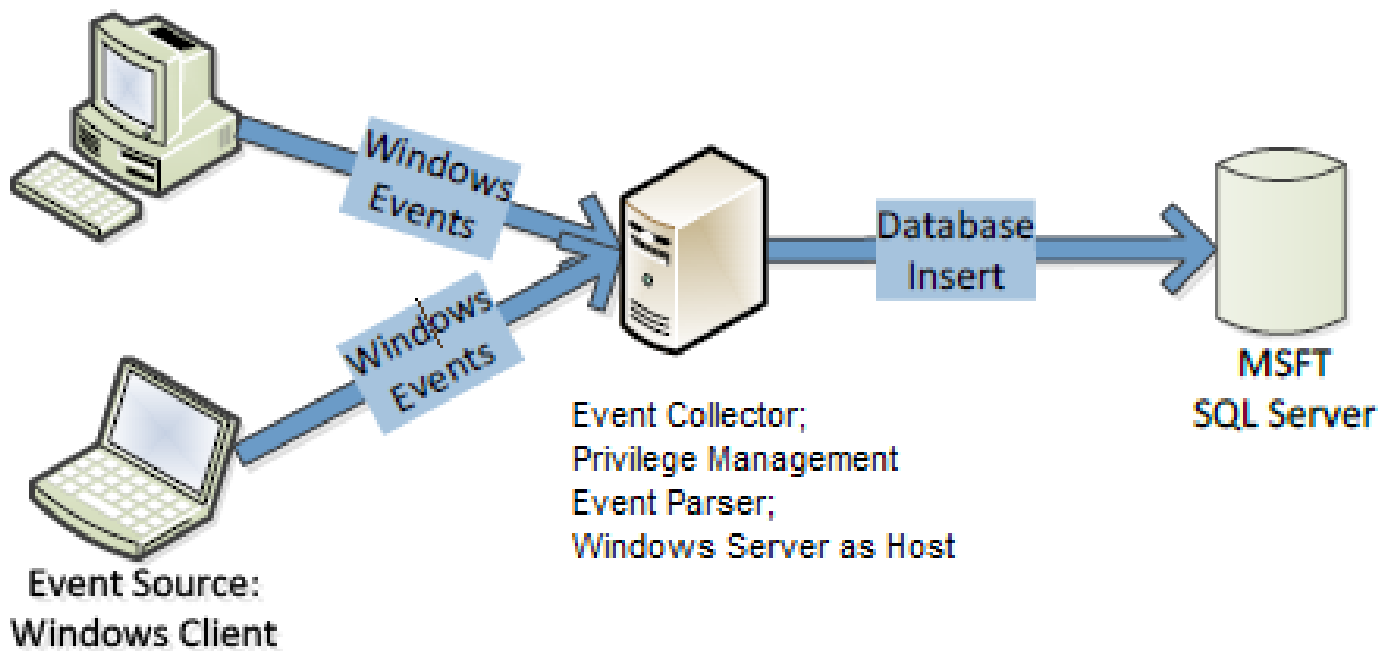 Windows
Events
Windows
Events
Event Source:
Windows Client
Event Collector;
Privilege Management
Event Parser;
Windows Server as Host
Database
Insert
MSFT
SQL Server